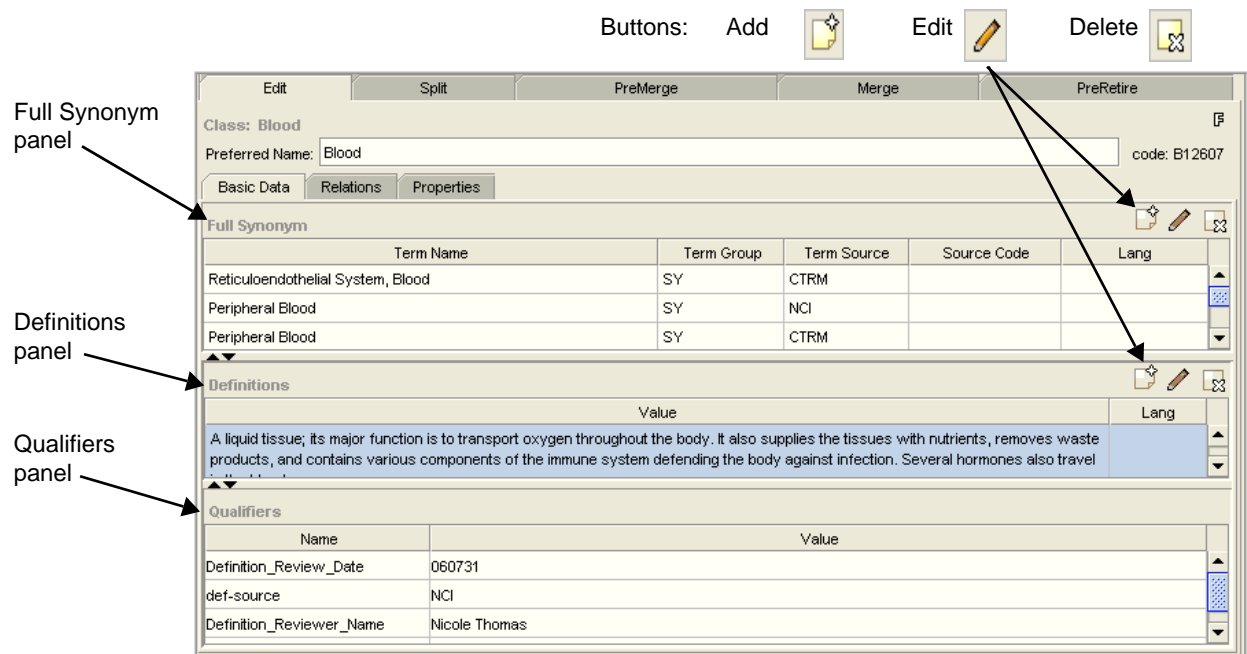 Buttons: Add Edit Delete
Edit Split PreMerge Merge PreRetire
Full Synonym
panel
Class: Blood
Preferred Name: Blood code: B12607
Basic Data Relations Properties
Full Synonym
Term Name Term Group Term Source Source Code Lang
Reticuloendothelial System, Blood SY CTRM
Peripheral Blood SY NCI
Peripheral Blood SY CTRM
Definitions
panel
Definitions
Value Lang
A liquid tissue; its major function is to transport oxygen throughout the body. It also supplies the tissues with nutrients, removes waste
products, and contains various components of the immune system defending the body against infection. Several hormones also travel
Qualifiers
panel
Qualifiers
Name Value
Definition_Review_Date 060731
def-source NCI
Definition_Reviewer_Name Nicole Thomas